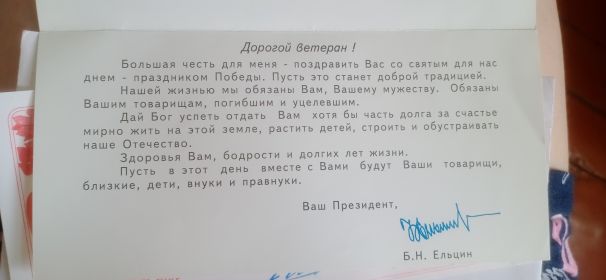 Дорогой ветеран !
Большая честь для меня - поздравить Вас со святым для нас
днем - праздником Победы. Пусть это станет доброй традицией.
Нашей жизнью мы обязаны Вам, Вашему мужеству. Обязаны
Вашим товарищам, погибшим и уцелевшим.
Дай Бог успеть отдать Вам хотя бы часть долга за счастье
мирно жить на этой земле, растить детей, строить и обустраивать
наше Отечество.
Здоровья Вам, бодрости и долгих лет жизни.
Пусть в этот день вместе с Вами будут Ваши товарищи,
близкие, дети, внуки и правнуки.
Ваш Президент,
Б.Н. Ельцин